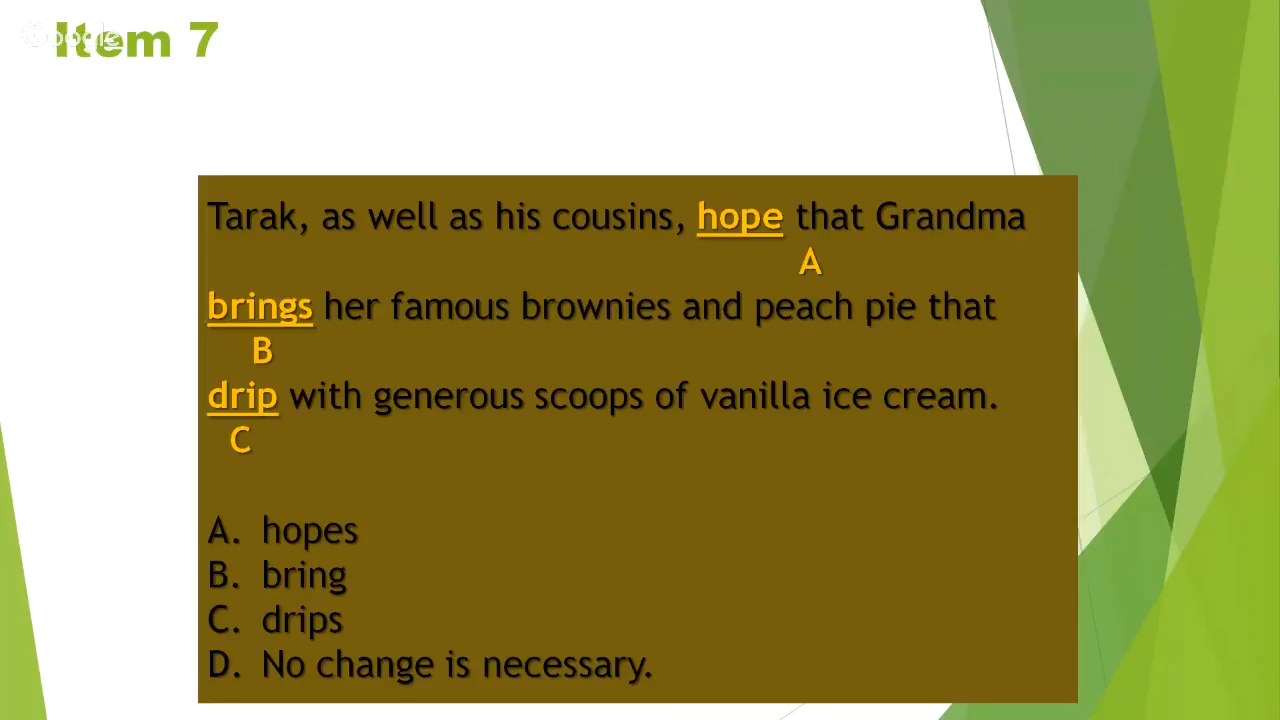 Item 7
Google
Tarak, as well as his cousins, hope that Grandma
A
brings her famous brownies and peach pie that
B
drip with generous scoops of vanilla ice cream.
C
A. hopes
B. bring
C. drips
D. No change is necessary.